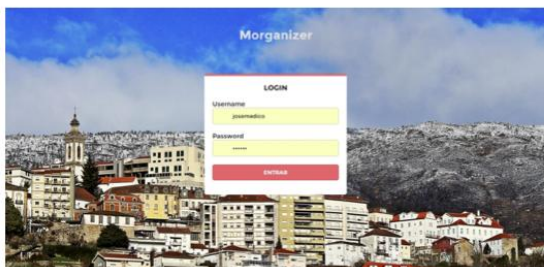 Morganizer
LOGIN
Username
josemedico
Password
ENTRAR